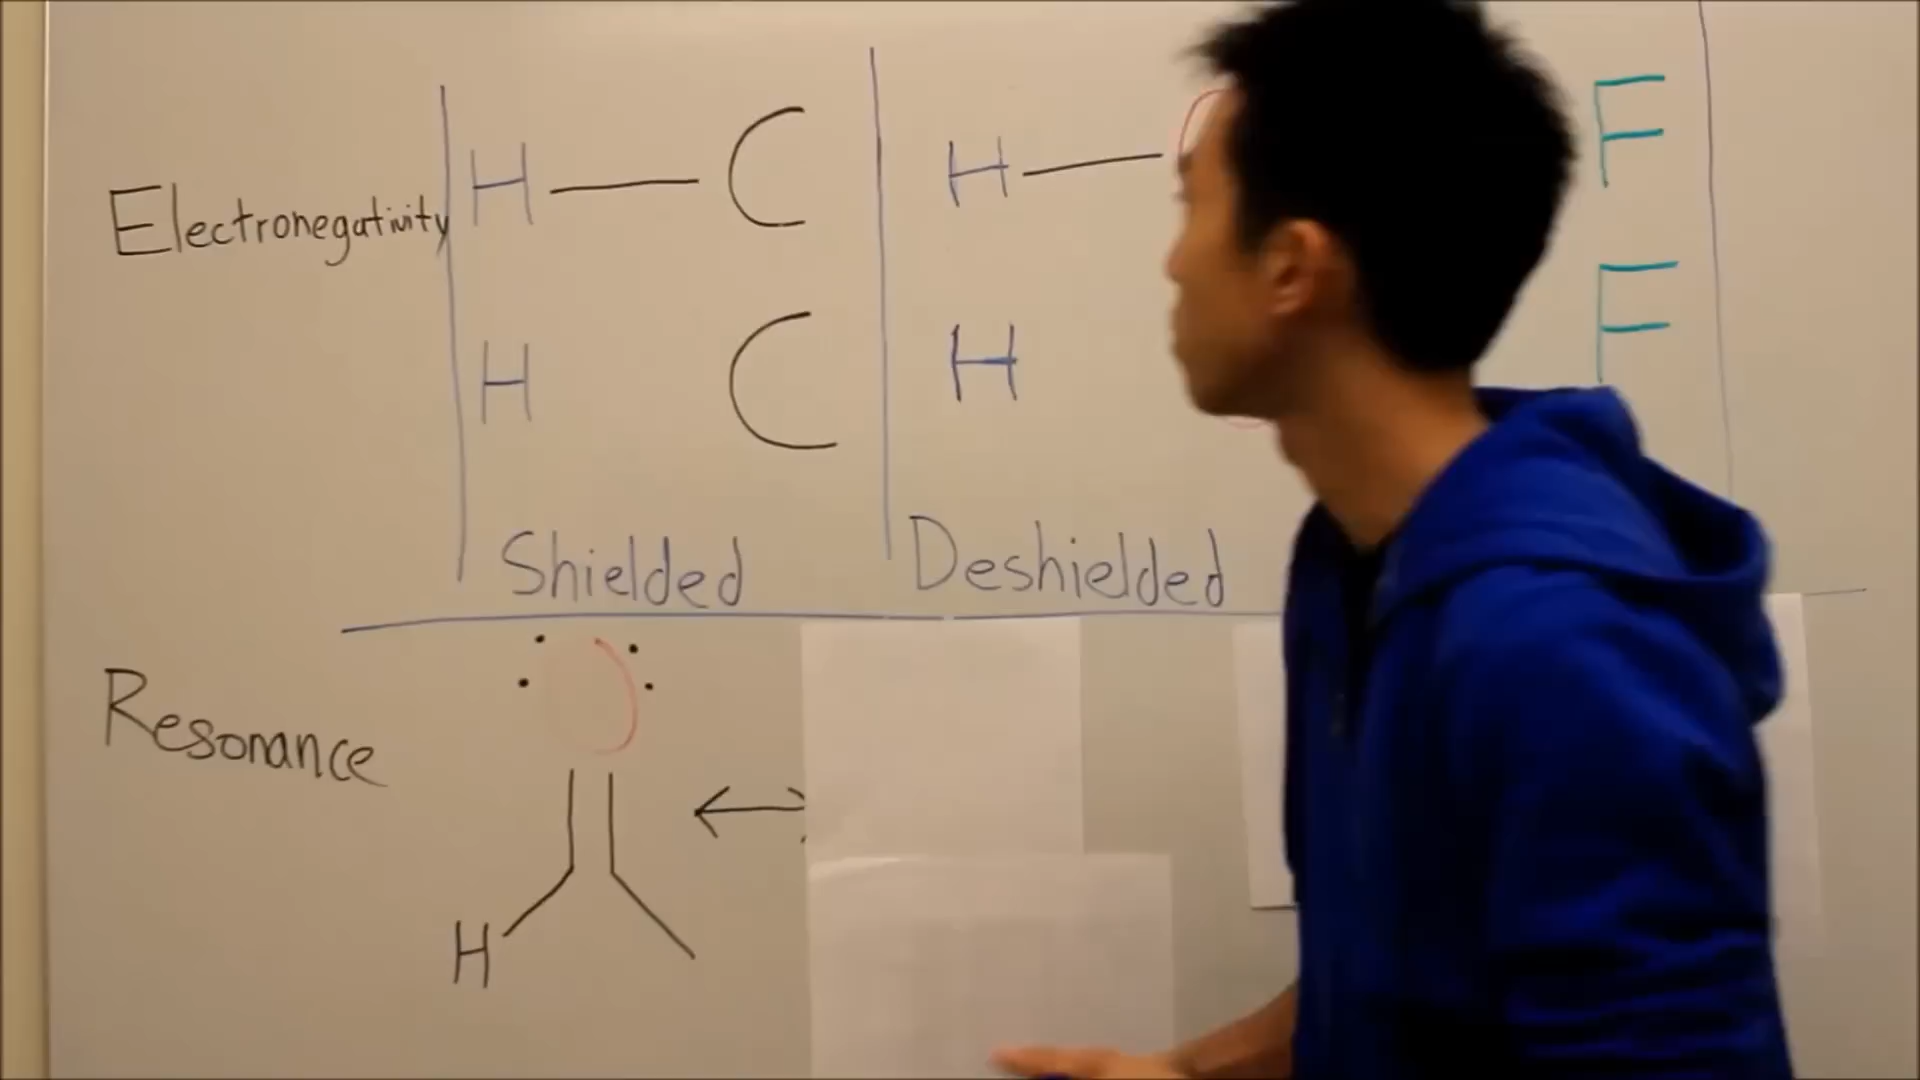 Electronegativity
H — C
H — F
H C
H F
Shielded
Deshielded
Resonance
H